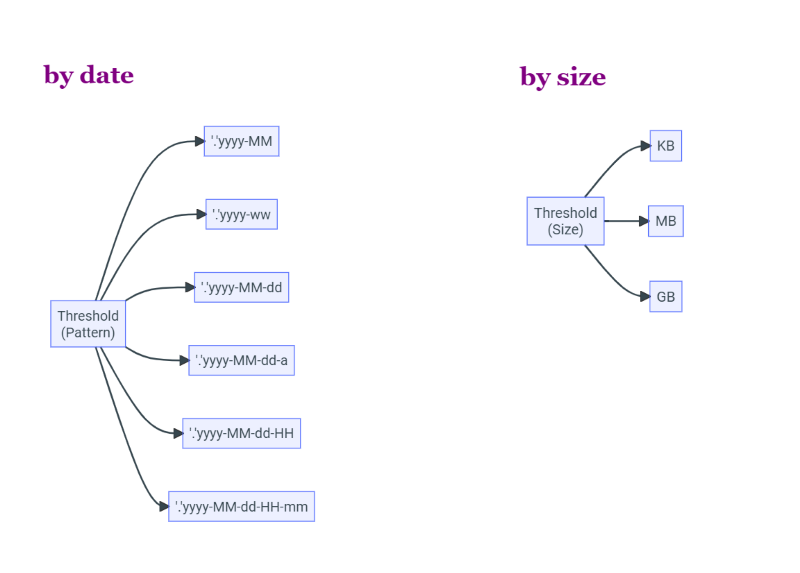 by date
'.'yyyy-MM
'.'yyyy-ww
'.'yyyy-MM-dd
Threshold
(Pattern)
'.'yyyy-MM-dd-a
'.'yyyy-MM-dd-HH
'.'yyyy-MM-dd-HH-mm
by size
KB
Threshold
(Size)
MB
GB